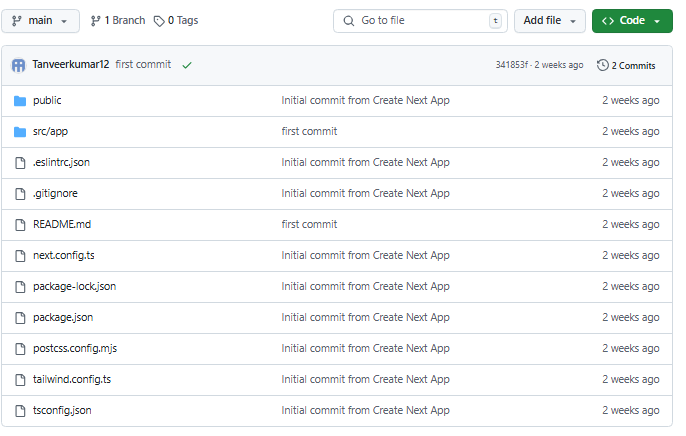 main 1 Branch 0 Tags Go to file t Add file Code
Tanveerkumar12 first commit 341853f · 2 weeks ago 2 Commits
public Initial commit from Create Next App 2 weeks ago
src/app first commit 2 weeks ago
.eslintrc.json Initial commit from Create Next App 2 weeks ago
.gitignore Initial commit from Create Next App 2 weeks ago
README.md first commit 2 weeks ago
next.config.ts Initial commit from Create Next App 2 weeks ago
package-lock.json Initial commit from Create Next App 2 weeks ago
package.json Initial commit from Create Next App 2 weeks ago
postcss.config.mjs Initial commit from Create Next App 2 weeks ago
tailwind.config.ts Initial commit from Create Next App 2 weeks ago
tsconfig.json Initial commit from Create Next App 2 weeks ago